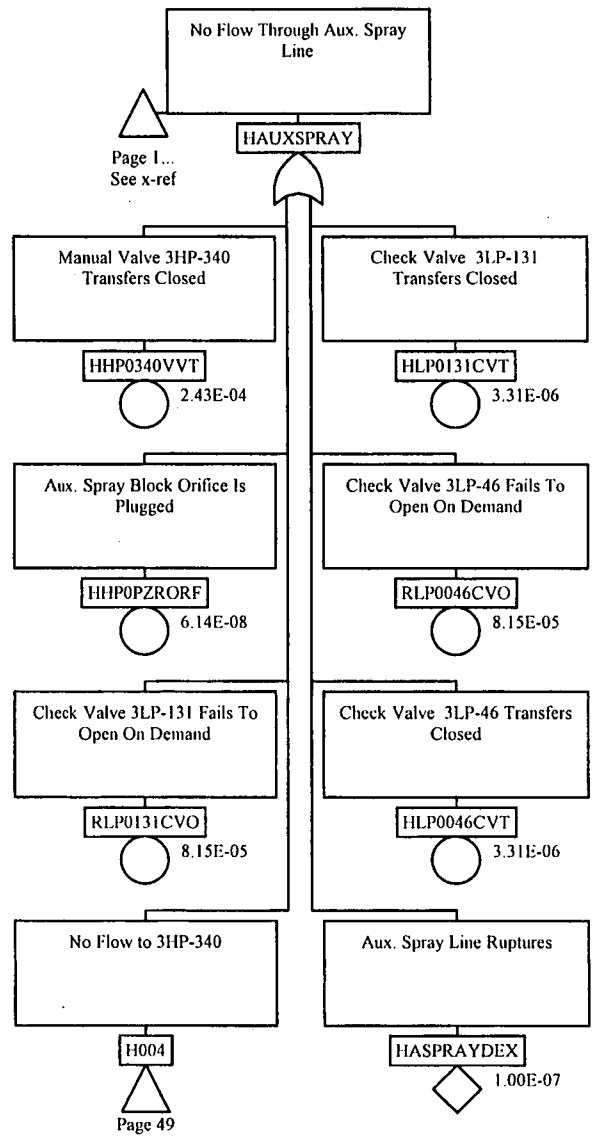 No Flow Through Aux. Spray
Line
HAUXSPRAY
Page 1...
See x-ref
Manual Valve 3HP-340
Transfers Closed
HHP0340VVT
2.43E-04
Check Valve 3LP-131
Transfers Closed
HLP0131CVT
3.31E-06
Aux. Spray Block Orifice Is
Plugged
HHP0PZRORF
6.14E-08
Check Valve 3LP-46 Fails To
Open On Demand
RLP0046CVO
8.15E-05
Check Valve 3LP-131 Fails To
Open On Demand
RLP0131CVO
8.15E-05
Check Valve 3LP-46 Transfers
Closed
HLP0046CVT
3.31E-06
No Flow to 3HP-340
H004
Page 49
Aux. Spray Line Ruptures
HASPRAYDEX
1.00E-07